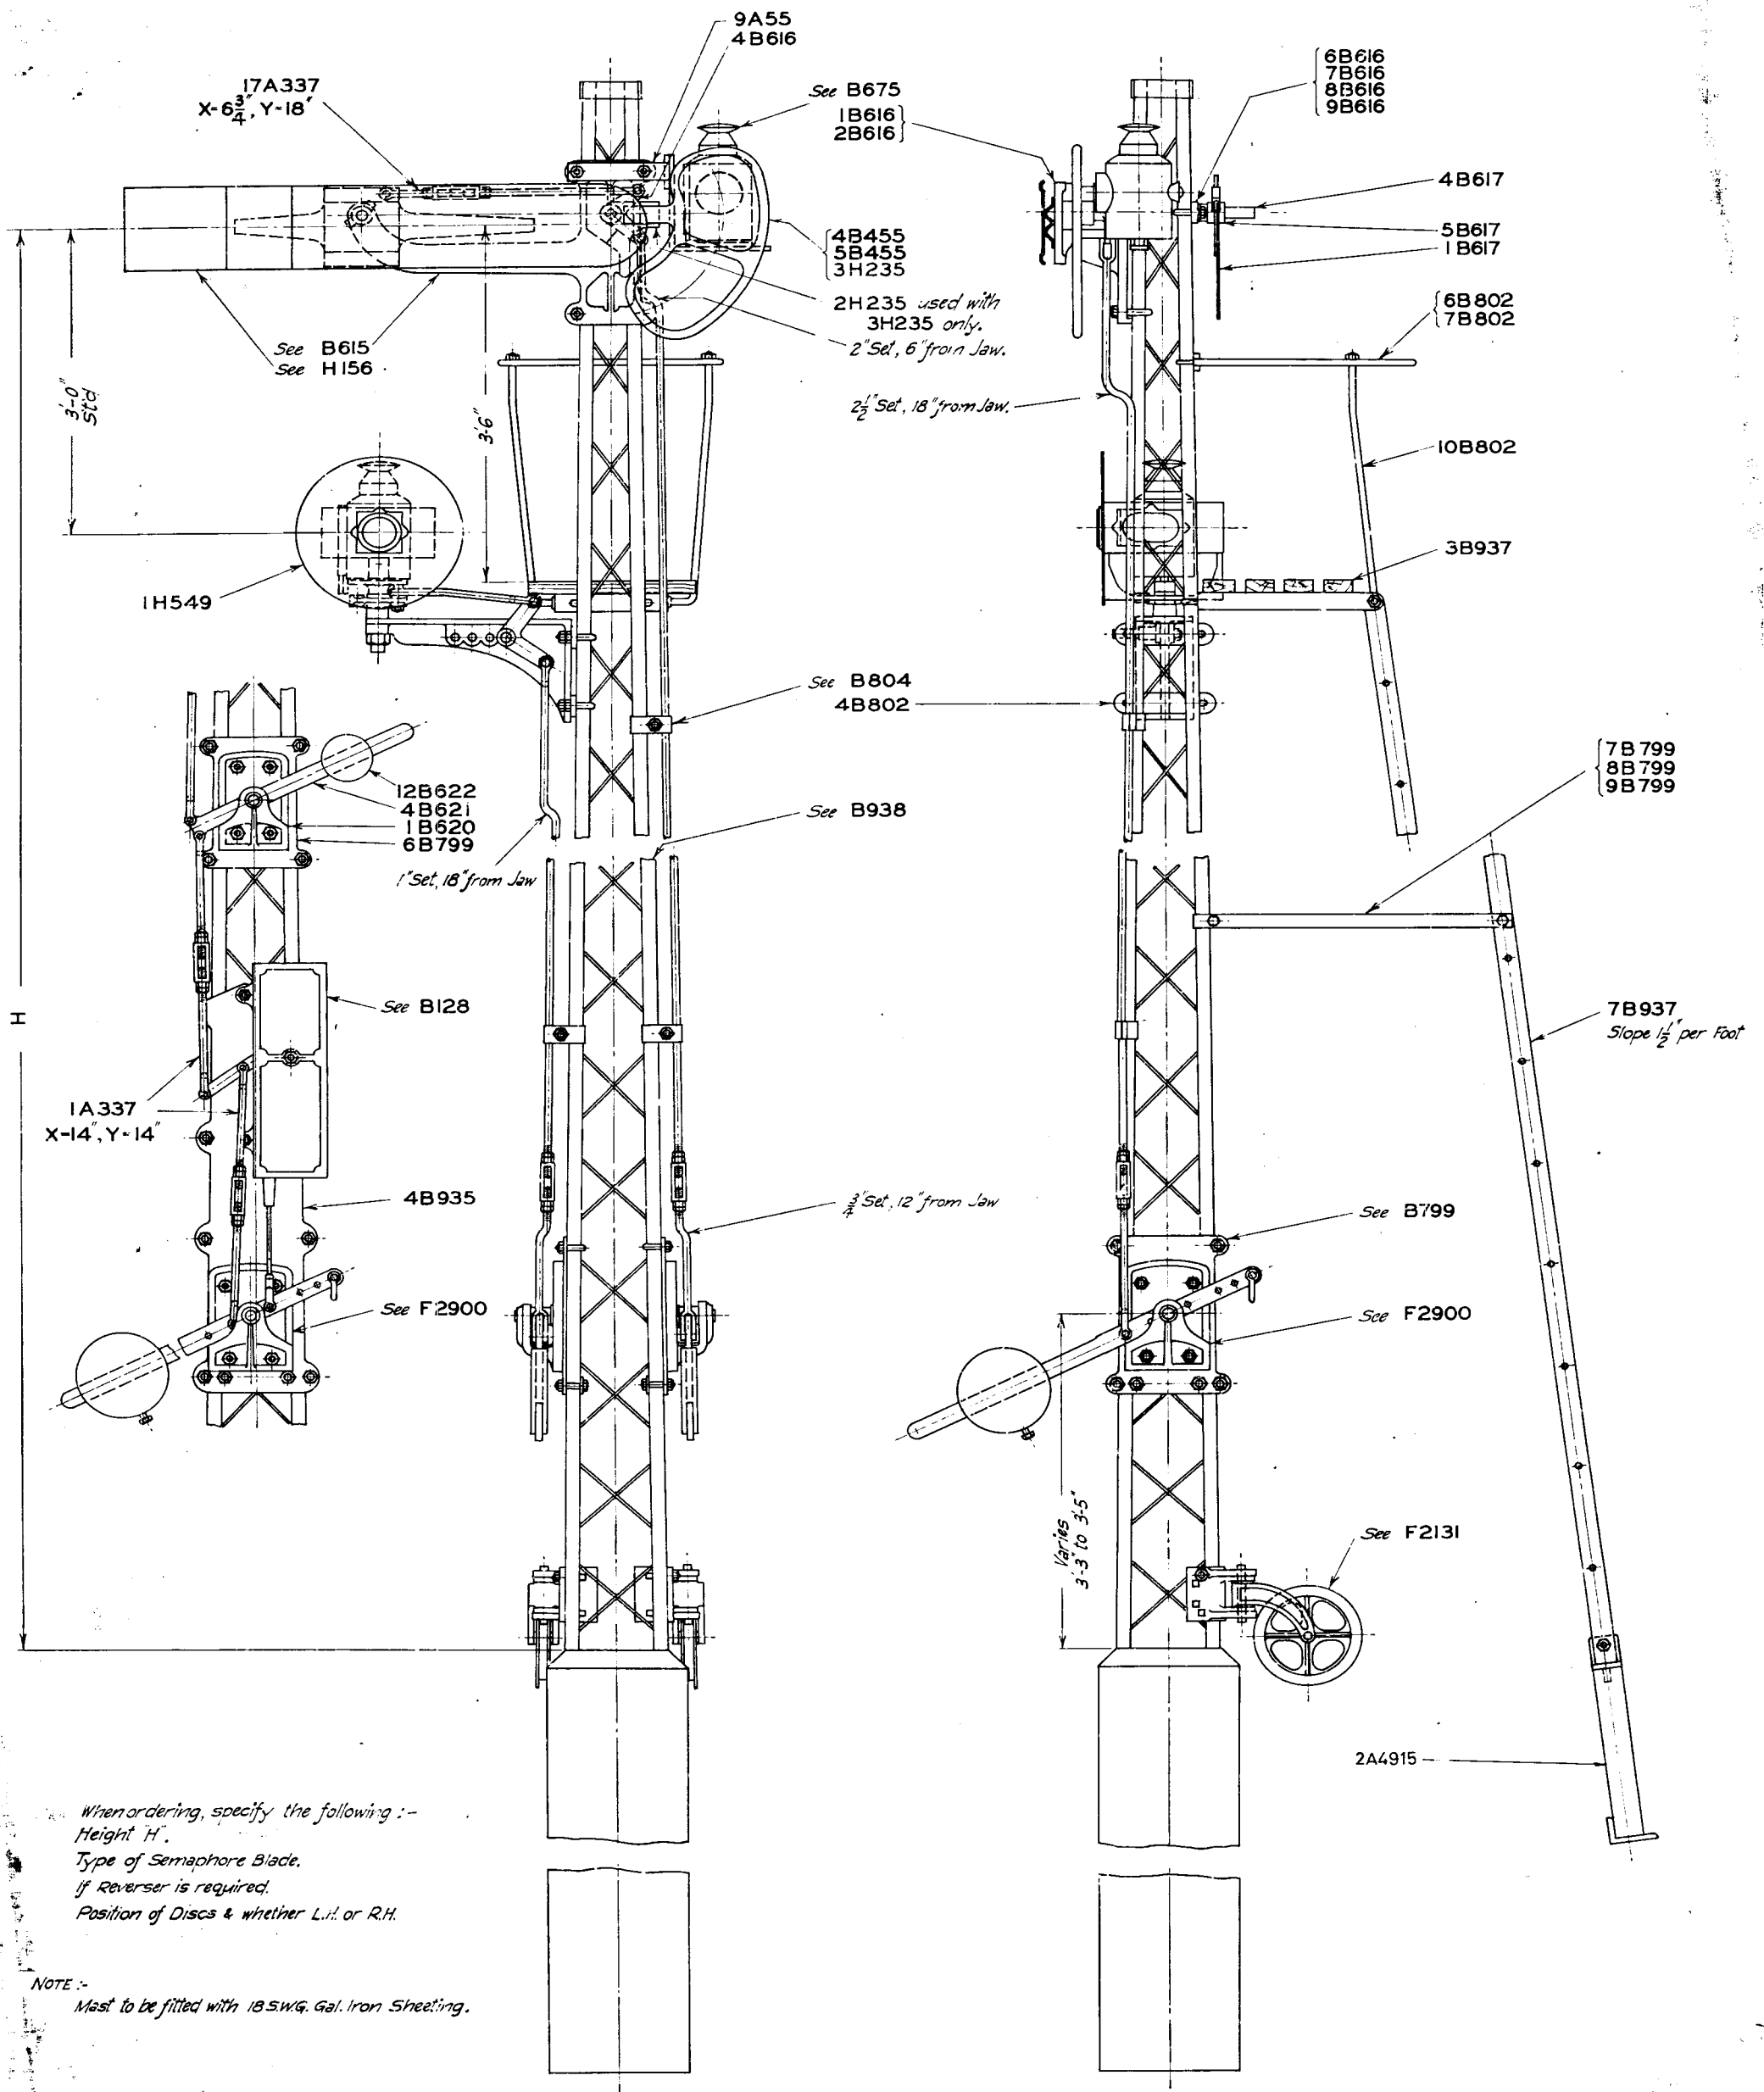 9A55
4B616
17A337
X-6 3/4", Y-18"
See B675
1B616
2B616
6B616
7B616
8B616
9B616
4B617
5B617
1B617
4B455
5B455
3H235
2H235 used with
3H235 only.
2" Set, 6" from Jaw.
6B802
7B802
See B615
See H156
3'-0"
Std
3'-6"
2 1/2" Set, 18" from Jaw.
10B802
3B937
1H549
See B804
4B802
7B799
8B799
9B799
12B622
4B621
1B620
6B799
See B938
1" Set, 18" from Jaw
See B128
H
7B937
Slope 1 1/2" per Foot
1A337
X-14", Y-14"
4B935
3/4" Set, 12" from Jaw
See B799
See F2900
See F2900
Varies
3'-3" to 3'-5"
See F2131
2A4915
When ordering, specify the following :-
Height "H".
Type of Semaphore Blade.
If Reverser is required.
Position of Discs & whether L.H. or R.H.
NOTE :-
Mast to be fitted with 18 S.W.G. Gal. Iron Sheeting.